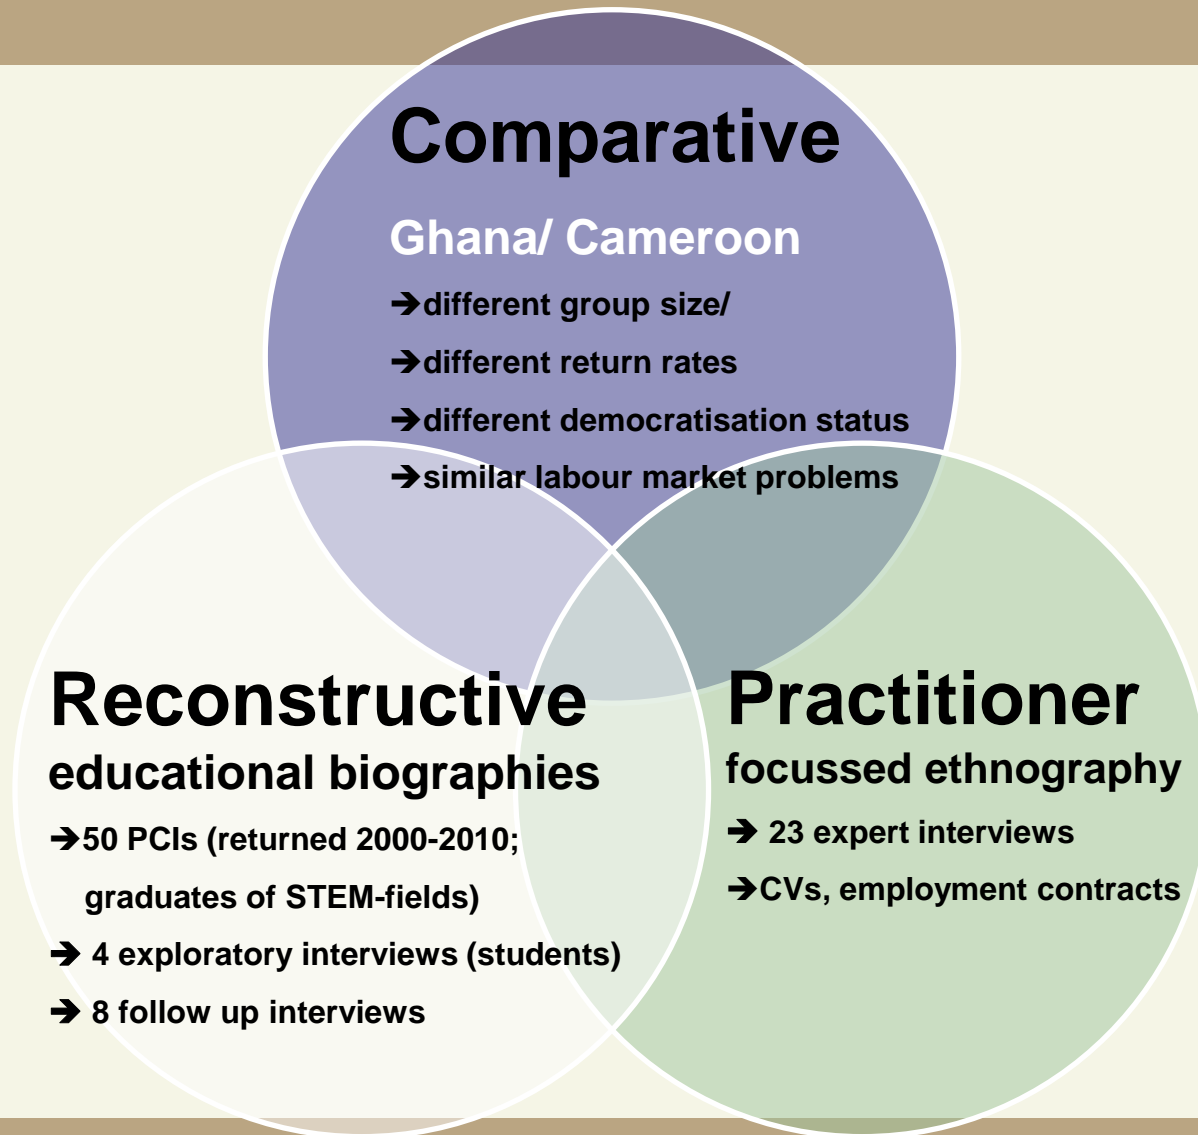 Comparative
Ghana/ Cameroon
➔different group size/
➔different return rates
➔different democratisation status
➔similar labour market problems
Reconstructive
educational biographies
➔50 PCIs (returned 2000-2010;
graduates of STEM-fields)
➔ 4 exploratory interviews (students)
➔ 8 follow up interviews
Practitioner
focussed ethnography
➔ 23 expert interviews
➔CVs, employment contracts